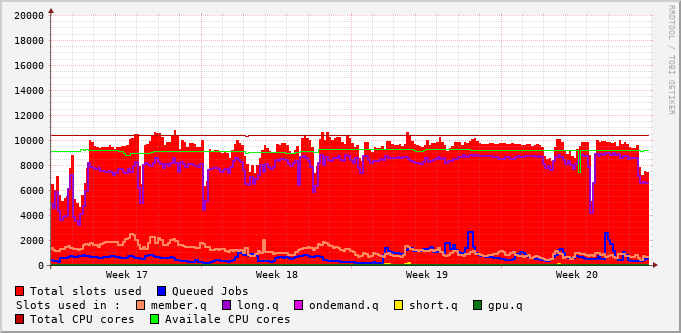 20000
18000
16000
14000
12000
10000
8000
6000
4000
2000
0
Week 17 Week 18 Week 19 Week 20
RRDTOOL / TOBI OETIKER
Total slots used Queued Jobs
Slots used in : member.q long.q ondemand.q short.q gpu.q
Total CPU cores Availale CPU cores